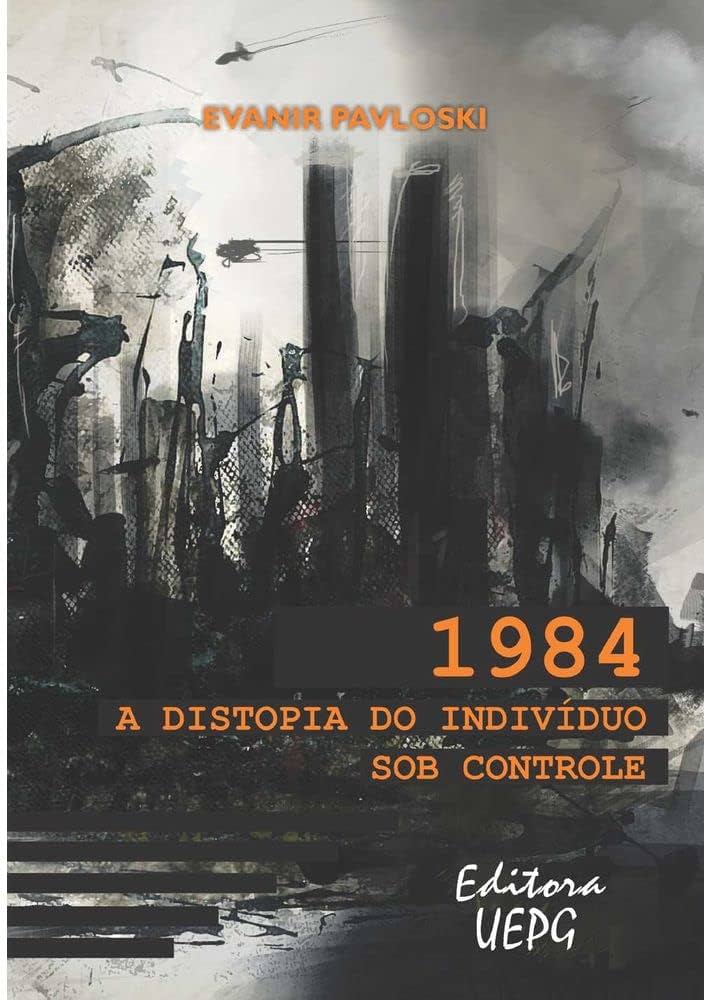 EVANIR PAVLOSKI
1984
A DISTOPIA DO INDIVÍDUO
SOB CONTROLE
Editora
UEPG